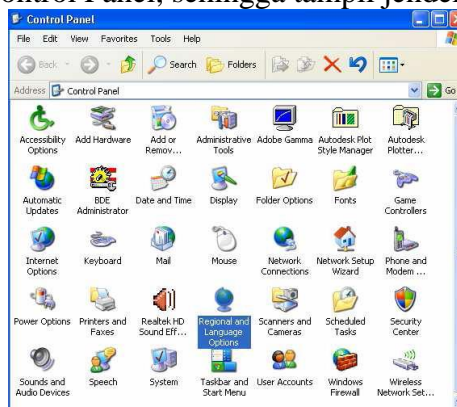 ontrol Panel, sehingga tampil jende
Control Panel
File Edit View Favorites Tools Help
Back Search Folders
Address Control Panel Go
Accessibility Options Add Hardware Add or Remov... Administrative Tools Adobe Gamma Autodesk Plot Style Manager Autodesk Plotter...
Automatic Updates BDE Administrator Date and Time Display Folder Options Fonts Game Controllers
Internet Options Keyboard Mail Mouse Network Connections Network Setup Wizard Phone and Modem ...
Power Options Printers and Faxes Realtek HD Sound Eff... Regional and Language Options Scanners and Cameras Scheduled Tasks Security Center
Sounds and Audio Devices Speech System Taskbar and Start Menu User Accounts Windows Firewall Wireless Network Set...